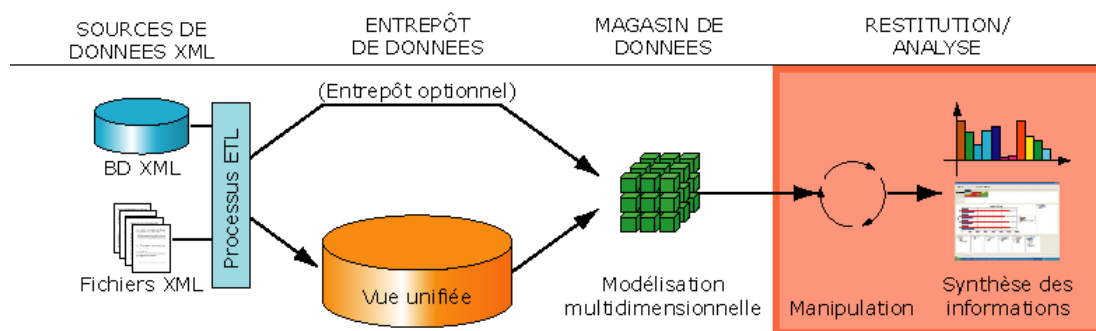 SOURCES DE
DONNEES XML
ENTREPÔT
DE DONNEES
MAGASIN DE
DONNEES
RESTITUTION/
ANALYSE
(Entrepôt optionnel)
BD XML
Processus ETL
Fichiers XML
Vue unifiée
Modélisation
multidimensionnelle
Manipulation
Synthèse des
informations